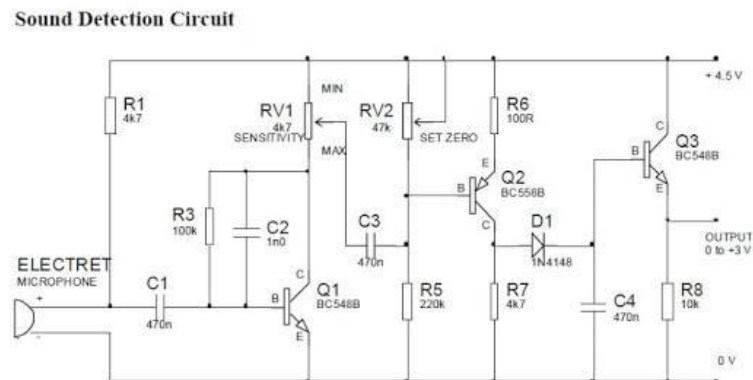 Sound Detection Circuit
+ 4.5 V
R1
4k7
MIN
RV1
4k7
SENSITIVITY
MAX
RV2
47k
SET ZERO
R6
100R
C
Q3
B
BC548B
E
E
Q2
B
BC558B
C
R3
100k
C2
1n0
C3
470n
D1
1N4148
OUTPUT
0 to +3 V
ELECTRET
MICROPHONE
+
-
C1
470n
C
Q1
B
BC548B
E
R5
220k
R7
4k7
C4
470n
R8
10k
0 V